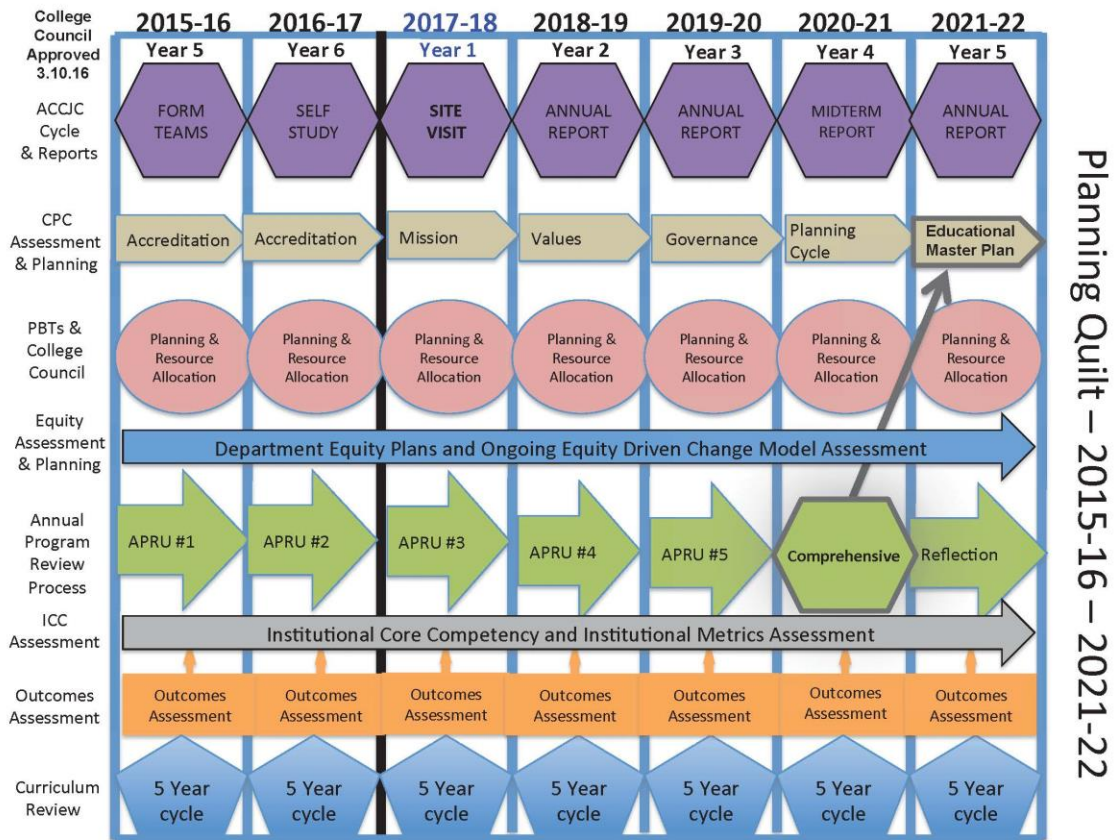 College Council Approved 3.10.16
2015-16 2016-17 2017-18 2018-19 2019-20 2020-21 2021-22
Year 5 Year 6 Year 1 Year 2 Year 3 Year 4 Year 5
ACCJC
Cycle
& Reports
FORM TEAMS
SELF STUDY
SITE VISIT
ANNUAL REPORT
ANNUAL REPORT
MIDTERM REPORT
ANNUAL REPORT
CPC
Assessment
& Planning
Accreditation
Accreditation
Mission
Values
Governance
Planning Cycle
Educational Master Plan
PBTs &
College
Council
Planning & Resource Allocation
Planning & Resource Allocation
Planning & Resource Allocation
Planning & Resource Allocation
Planning & Resource Allocation
Planning & Resource Allocation
Planning & Resource Allocation
Equity
Assessment
& Planning
Department Equity Plans and Ongoing Equity Driven Change Model Assessment
Annual
Program
Review
Process
APRU #1
APRU #2
APRU #3
APRU #4
APRU #5
Comprehensive
Reflection
ICC
Assessment
Institutional Core Competency and Institutional Metrics Assessment
Outcomes
Assessment
Outcomes Assessment
Outcomes Assessment
Outcomes Assessment
Outcomes Assessment
Outcomes Assessment
Outcomes Assessment
Outcomes Assessment
Curriculum
Review
5 Year cycle
5 Year cycle
5 Year cycle
5 Year cycle
5 Year cycle
5 Year cycle
5 Year cycle
Planning Quilt – 2015-16 – 2021-22